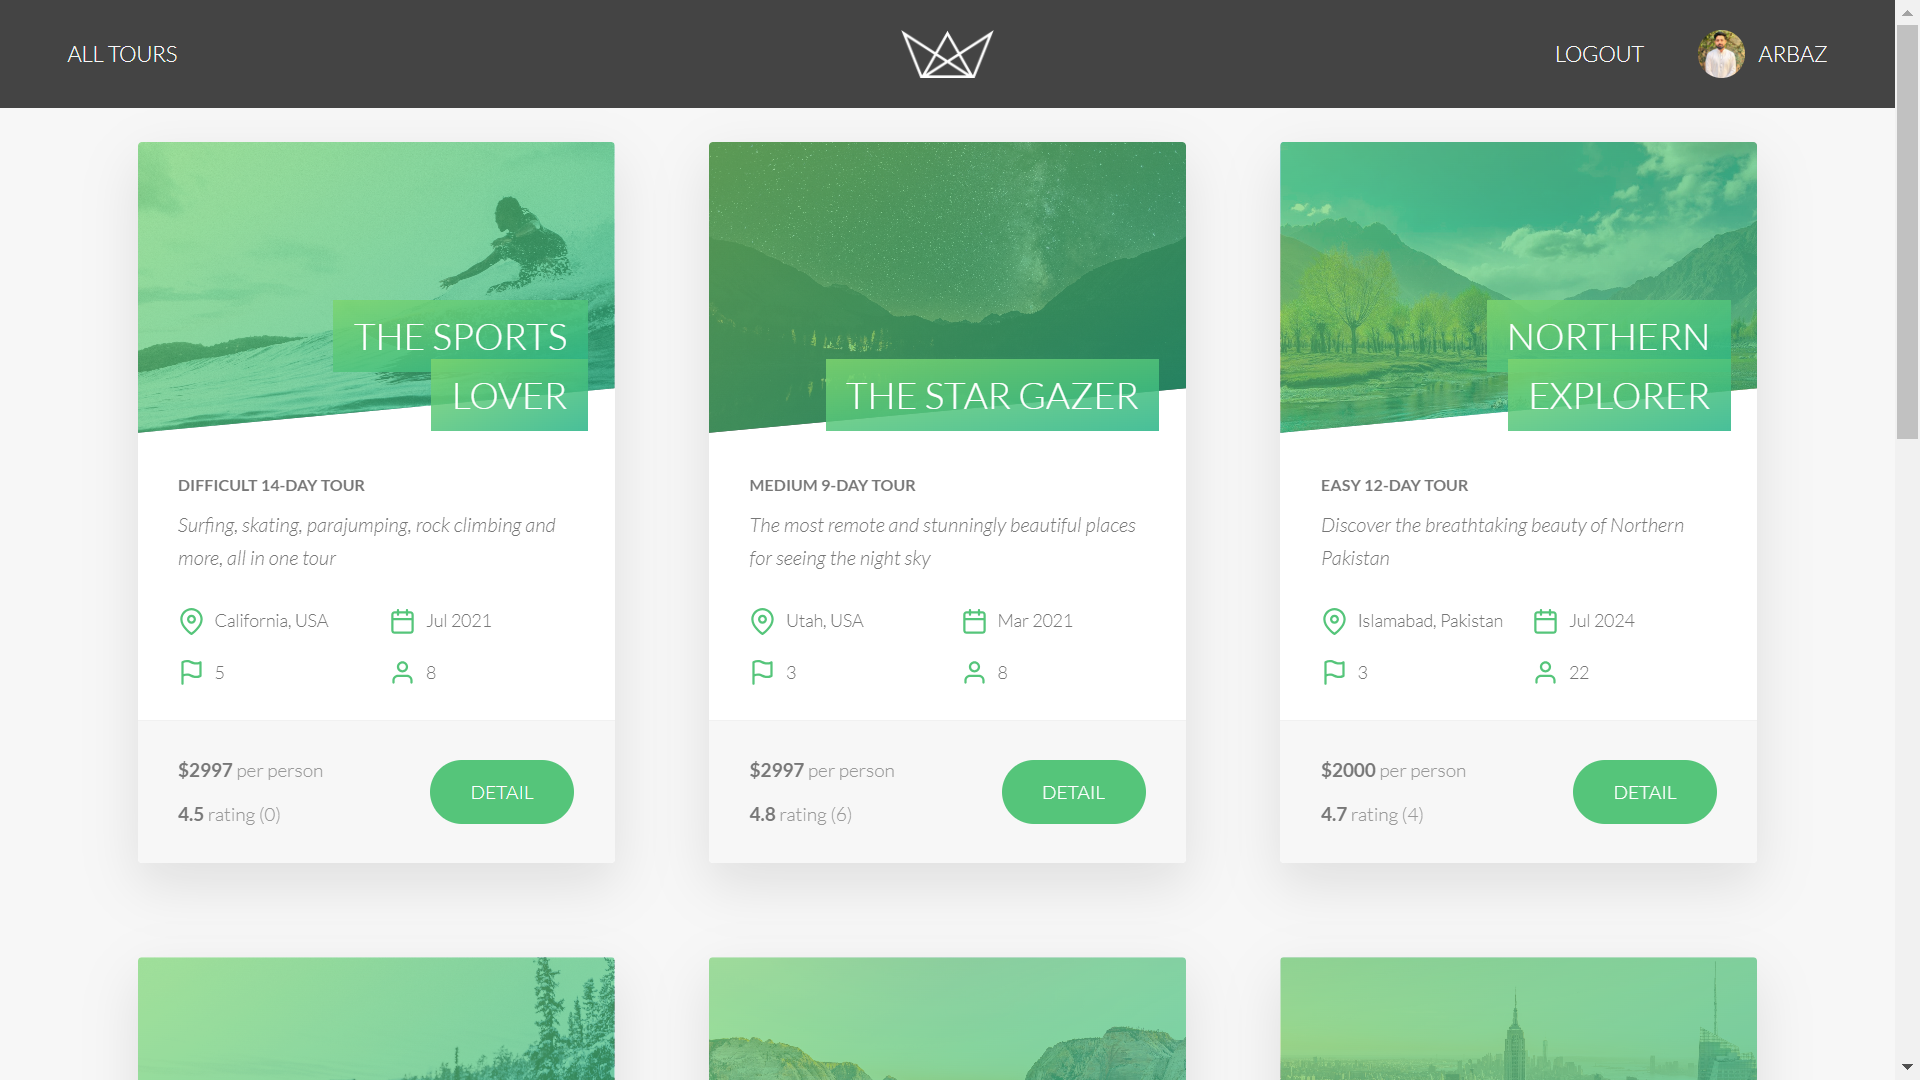 ALL TOURS
LOGOUT
ARBAZ
THE SPORTS
LOVER
DIFFICULT 14-DAY TOUR
Surfing, skating, parajumping, rock climbing and
more, all in one tour
California, USA
Jul 2021
5
8
$2997 per person
4.5 rating (0)
DETAIL
THE STAR GAZER
MEDIUM 9-DAY TOUR
The most remote and stunningly beautiful places
for seeing the night sky
Utah, USA
Mar 2021
3
8
$2997 per person
4.8 rating (6)
DETAIL
NORTHERN
EXPLORER
EASY 12-DAY TOUR
Discover the breathtaking beauty of Northern
Pakistan
Islamabad, Pakistan
Jul 2024
3
22
$2000 per person
4.7 rating (4)
DETAIL